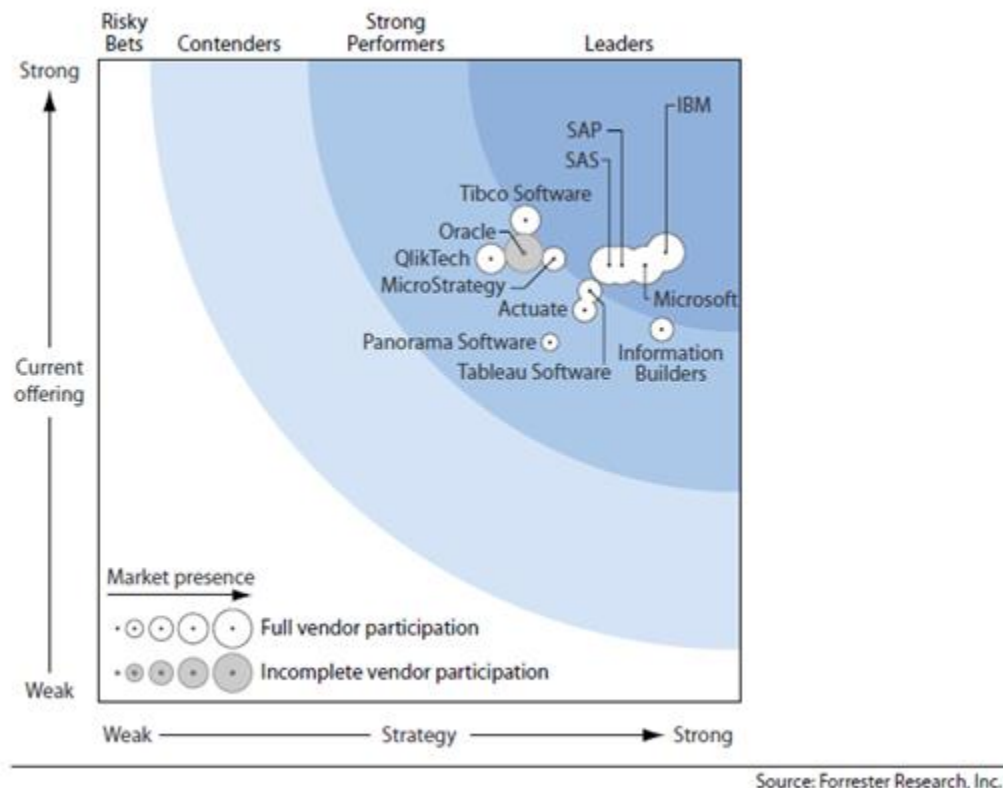 Risky
Bets
Contenders
Strong
Performers
Leaders
Strong
IBM
SAP
SAS
Tibco Software
Oracle
QlikTech
MicroStrategy
Microsoft
Actuate
Panorama Software
Information
Builders
Tableau Software
Current
offering
Market presence
Full vendor participation
Incomplete vendor participation
Weak
Weak
Strategy
Strong
Source: Forrester Research, Inc.